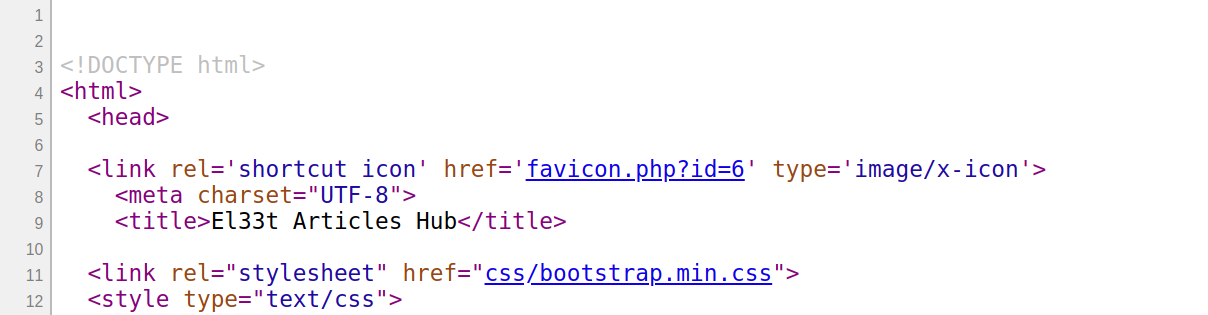 1
2
3 <!DOCTYPE html>
4 <html>
5 <head>
6
7 <link rel='shortcut icon' href='favicon.php?id=6' type='image/x-icon'>
8 <meta charset="UTF-8">
9 <title>El33t Articles Hub</title>
10
11 <link rel="stylesheet" href="css/bootstrap.min.css">
12 <style type="text/css">